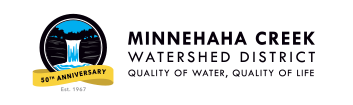 50TH ANNIVERSARY
Est. 1967
MINNEHAHA CREEK
WATERSHED DISTRICT
QUALITY OF WATER, QUALITY OF LIFE